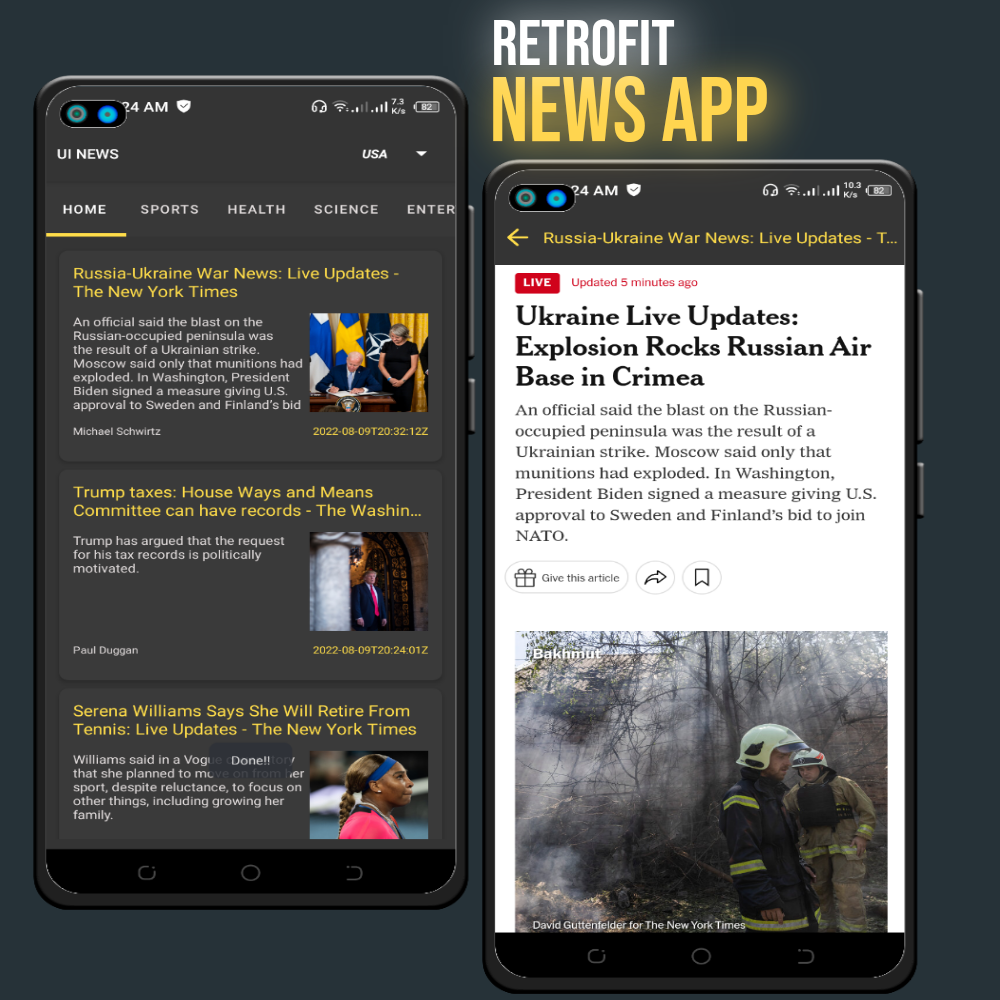 RETROFIT
NEWS APP
24 AM
7.3
K/s
82
UI NEWS
USA
HOME SPORTS HEALTH SCIENCE ENTER
Russia-Ukraine War News: Live Updates -
The New York Times
An official said the blast on the
Russian-occupied peninsula was
the result of a Ukrainian strike.
Moscow said only that munitions had
exploded. In Washington, President
Biden signed a measure giving U.S.
approval to Sweden and Finland's bid
Michael Schwirtz
2022-08-09T20:32:12Z
Trump taxes: House Ways and Means
Committee can have records - The Washin...
Trump has argued that the request
for his tax records is politically
motivated.
Paul Duggan
2022-08-09T20:24:01Z
Serena Williams Says She Will Retire From
Tennis: Live Updates - The New York Times
Williams said in a Vogue story
that she planned to move on from her
sport, despite reluctance, to focus on
other things, including growing her
family.
Done!!
24 AM
10.3
K/s
82
Russia-Ukraine War News: Live Updates - T...
LIVE Updated 5 minutes ago
Ukraine Live Updates:
Explosion Rocks Russian Air
Base in Crimea
An official said the blast on the Russian-
occupied peninsula was the result of a
Ukrainian strike. Moscow said only that
munitions had exploded. In Washington,
President Biden signed a measure giving U.S.
approval to Sweden and Finland's bid to join
NATO.
Give this article
Bakhmut
David Guttenfelder for The New York Times